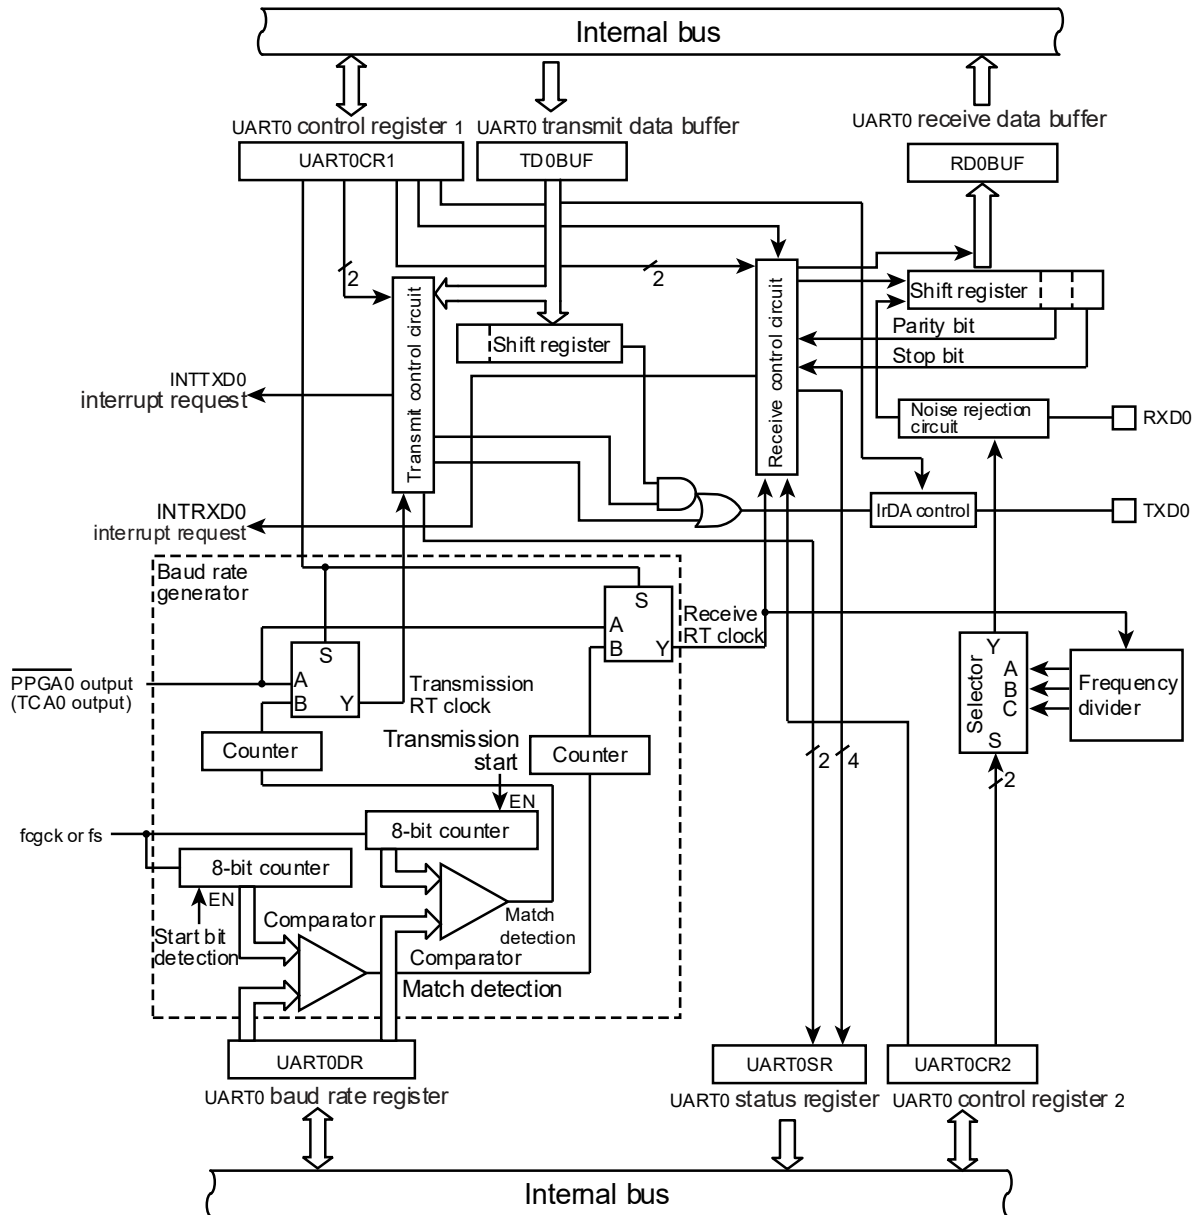 Internal bus
UART0 control register 1
UART0 transmit data buffer
UART0 receive data buffer
UART0CR1
TD0BUF
RD0BUF
2
2
Transmit control circuit
Receive control circuit
Shift register
Shift register
Parity bit
Stop bit
INTTXD0
interrupt request
Noise rejection
circuit
RXD0
INTRXD0
interrupt request
IrDA control
TXD0
Baud rate
generator
S
A
B
Y
Receive
RT clock
S
A
B
Y
PPGA0 output
(TCA0 output)
Transmission
RT clock
Selector
Y
A
B
C
S
Frequency
divider
Counter
Transmission
start
Counter
2
4
2
EN
fcgck or fs
8-bit counter
8-bit counter
EN
Start bit
detection
Comparator
Match
detection
Comparator
Match detection
UART0DR
UART0SR
UART0CR2
UART0 baud rate register
UART0 status register
UART0 control register 2
Internal bus